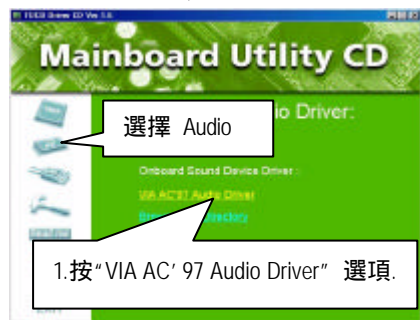 Mainboard Utility CD
選擇 Audio
io Driver:
Onboard Sound Device Driver :
VIA AC'97 Audio Driver
1.按“VIA AC’ 97 Audio Driver” 選項.